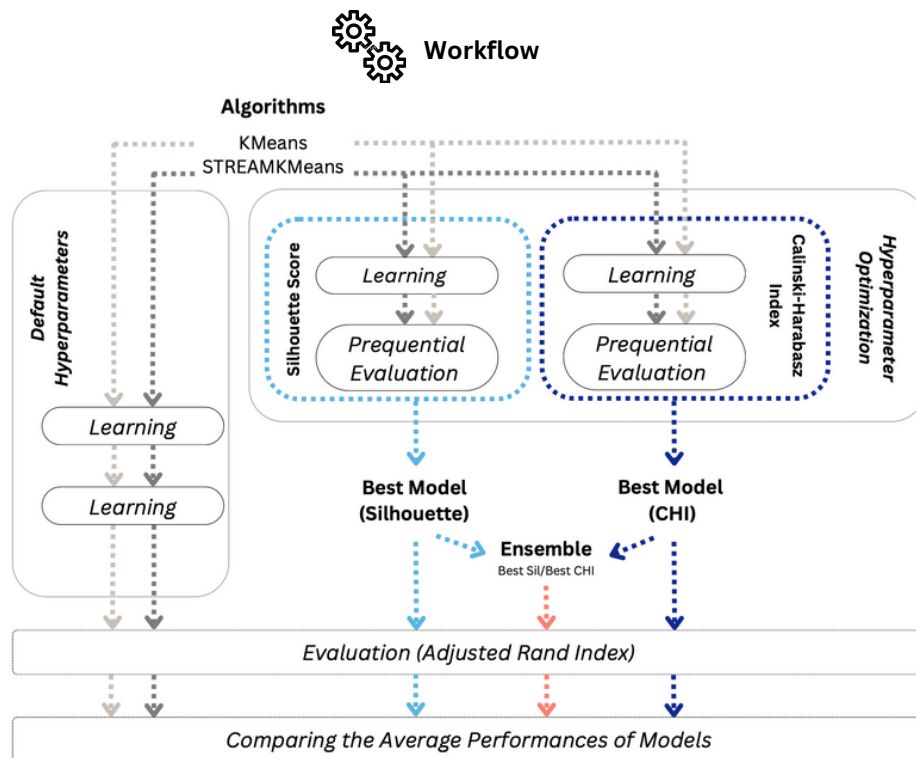 Workflow
Algorithms
KMeans
STREAMKMeans
Default
Hyperparameters
Learning
Learning
Silhouette Score
Learning
Prequential
Evaluation
Learning
Prequential
Evaluation
Calinski-Harabasz
Index
Hyperparameter
Optimization
Best Model
(Silhouette)
Best Model
(CHI)
Ensemble
Best Sil/Best CHI
Evaluation (Adjusted Rand Index)
Comparing the Average Performances of Models